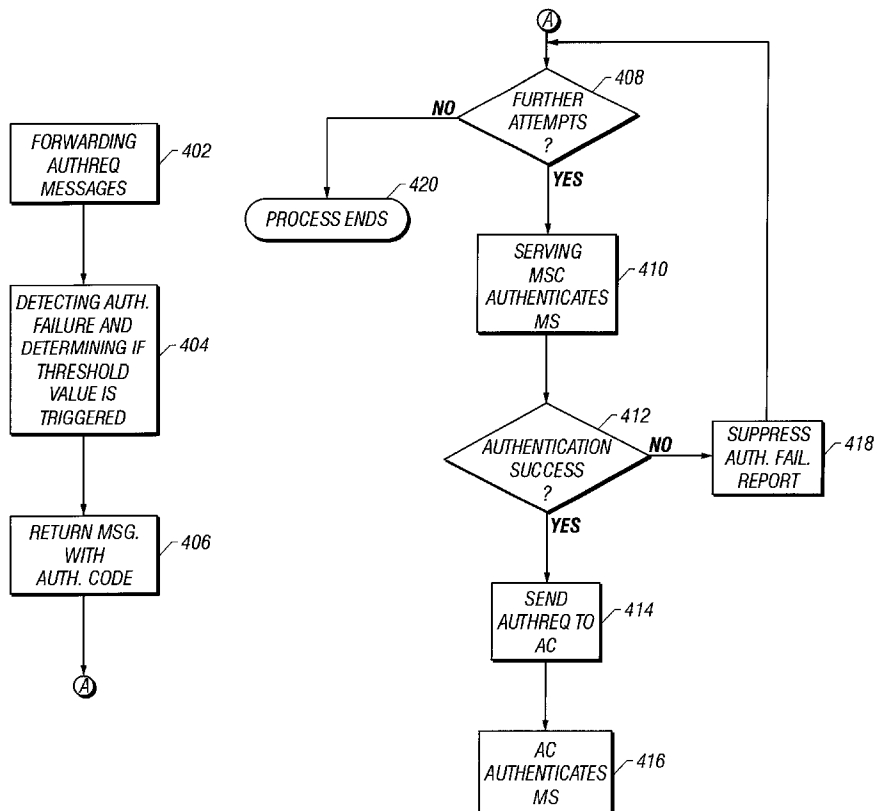 FORWARDING
AUTHREQ
MESSAGES
402
DETECTING AUTH.
FAILURE AND
DETERMINING IF
THRESHOLD
VALUE IS
TRIGGERED
404
RETURN MSG.
WITH
AUTH. CODE
406
A
A
FURTHER
ATTEMPTS
?
408
NO
YES
PROCESS ENDS
420
SERVING
MSC
AUTHENTICATES
MS
410
AUTHENTICATION
SUCCESS
?
412
NO
YES
SUPPRESS
AUTH. FAIL.
REPORT
418
SEND
AUTHREQ TO
AC
414
AC
AUTHENTICATES
MS
416